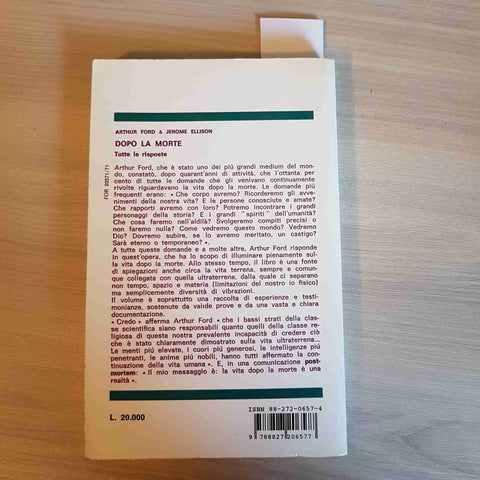 ARTHUR FORD & JEROME ELLISON
DOPO LA MORTE
Tutte le risposte
Arthur Ford, che è stato uno dei piú grandi medium del mon-
do, constatò, dopo quarant'anni di attività, che l'ottanta per
cento di tutte le domande che gli venivano continuamente
rivolte riguardavano la vita dopo la morte. Le domande piú
frequenti erano: « Che corpo avremo? Ricorderemo gli avve-
nimenti della nostra vita? E le persone conosciute e amate?
Che rapporti avremo con loro? Potremo incontrare i grandi
personaggi della storia? E i grandi "spiriti" dell'umanità?
Che cosa faremo nell'aldilà? Svolgeremo compiti precisi o
non faremo nulla? Come vedremo questo mondo? Vedremo
Dio? Dovremo subire, se lo avremo meritato, un castigo?
Sarà eterno o temporaneo? ».
A tutte queste domande e a molte altre, Arthur Ford risponde
in quest'opera, che ha lo scopo di illuminare pienamente sul-
la vita dopo la morte. Allo stesso tempo, il libro è una fonte
di spiegazioni anche circa la vita terrena, sempre e comun-
que collegata con quella ultraterrena, dalla quale ci separano
non tempo, spazio e materia (limitazioni del nostro io fisico)
ma semplicemente diversità di vibrazioni.
Il volume è soprattutto una raccolta di esperienze e testi-
monianze, sostenute da valide prove e da una vasta e chiara
documentazione.
« Credo » afferma Arthur Ford « che i bassi strati della clas-
se scientifica siano responsabili quanto quelli della classe re-
ligiosa di questa nostra prevalente incapacità di credere ciò
che è stato chiaramente dimostrato sulla vita ultraterrena...
Le menti piú elevate, i cuori piú generosi, le intelligenze piú
penetranti, le anime piú nobili, hanno tutti affermato la con-
tinuazione della vita umana ». E, in una comunicazione post-
mortem: « Il mio messaggio è: la vita dopo la morte è una
realtà ».
L. 20.000
ISBN 88-272-0657-4
9 788827 206577